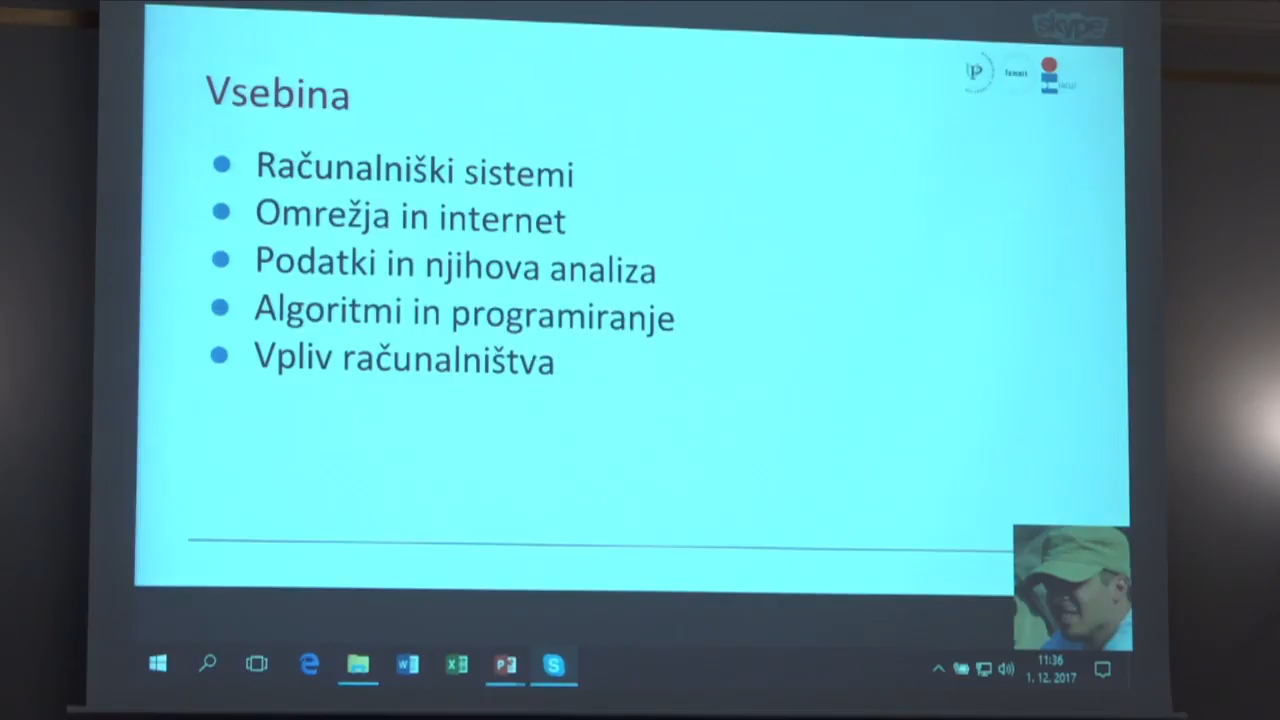 skype
Vsebina
Računalniški sistemi
Omrežja in internet
Podatki in njihova analiza
Algoritmi in programiranje
Vpliv računalništva
11:36
1. 12. 2017